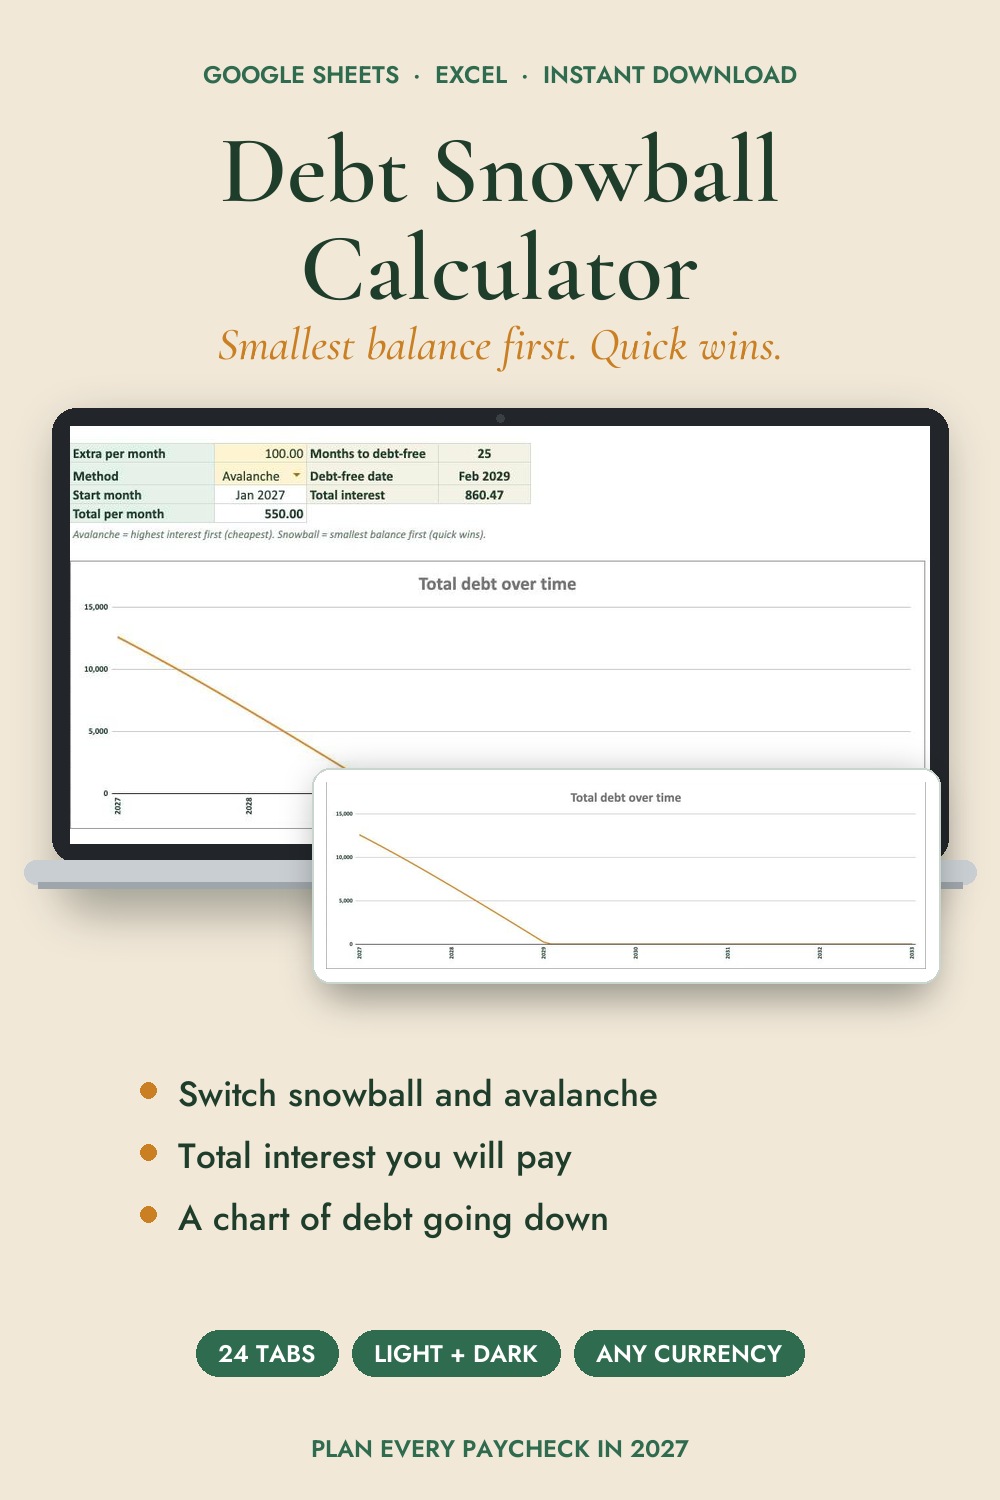 GOOGLE SHEETS · EXCEL · INSTANT DOWNLOAD
Debt Snowball
Calculator
Smallest balance first. Quick wins.
Extra per month 100.00 Months to debt-free 25
Method Avalanche Debt-free date Feb 2029
Start month Jan 2027 Total interest 860.47
Total per month 550.00
Avalanche = highest interest first (cheapest). Snowball = smallest balance first (quick wins).
Total debt over time
15,000
10,000
5,000
0
2027 2028
Total debt over time
15,000
10,000
5,000
0
2027 2028 2029 2030 2031 2032 2033
Switch snowball and avalanche
Total interest you will pay
A chart of debt going down
24 TABS LIGHT + DARK ANY CURRENCY
PLAN EVERY PAYCHECK IN 2027